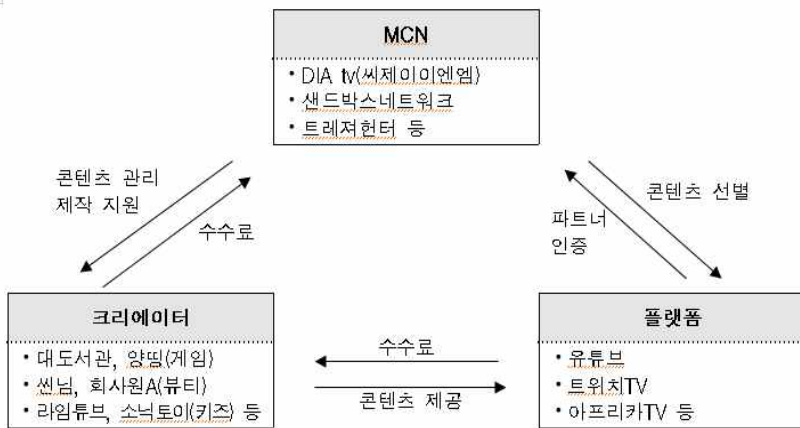 MCN
• DIA tv(씨제이이엔엠)
• 샌드박스네트워크
• 트레져헌터 등
콘텐츠 관리
제작 지원
수수료
콘텐츠 선별
파트너
인증
크리에이터
• 대도서관, 양띵(게임)
• 씬님, 회사원A(뷰티)
• 라임튜브, 소닉토이(키즈) 등
수수료
콘텐츠 제공
플랫폼
• 유튜브
• 트위치TV
• 아프리카TV 등